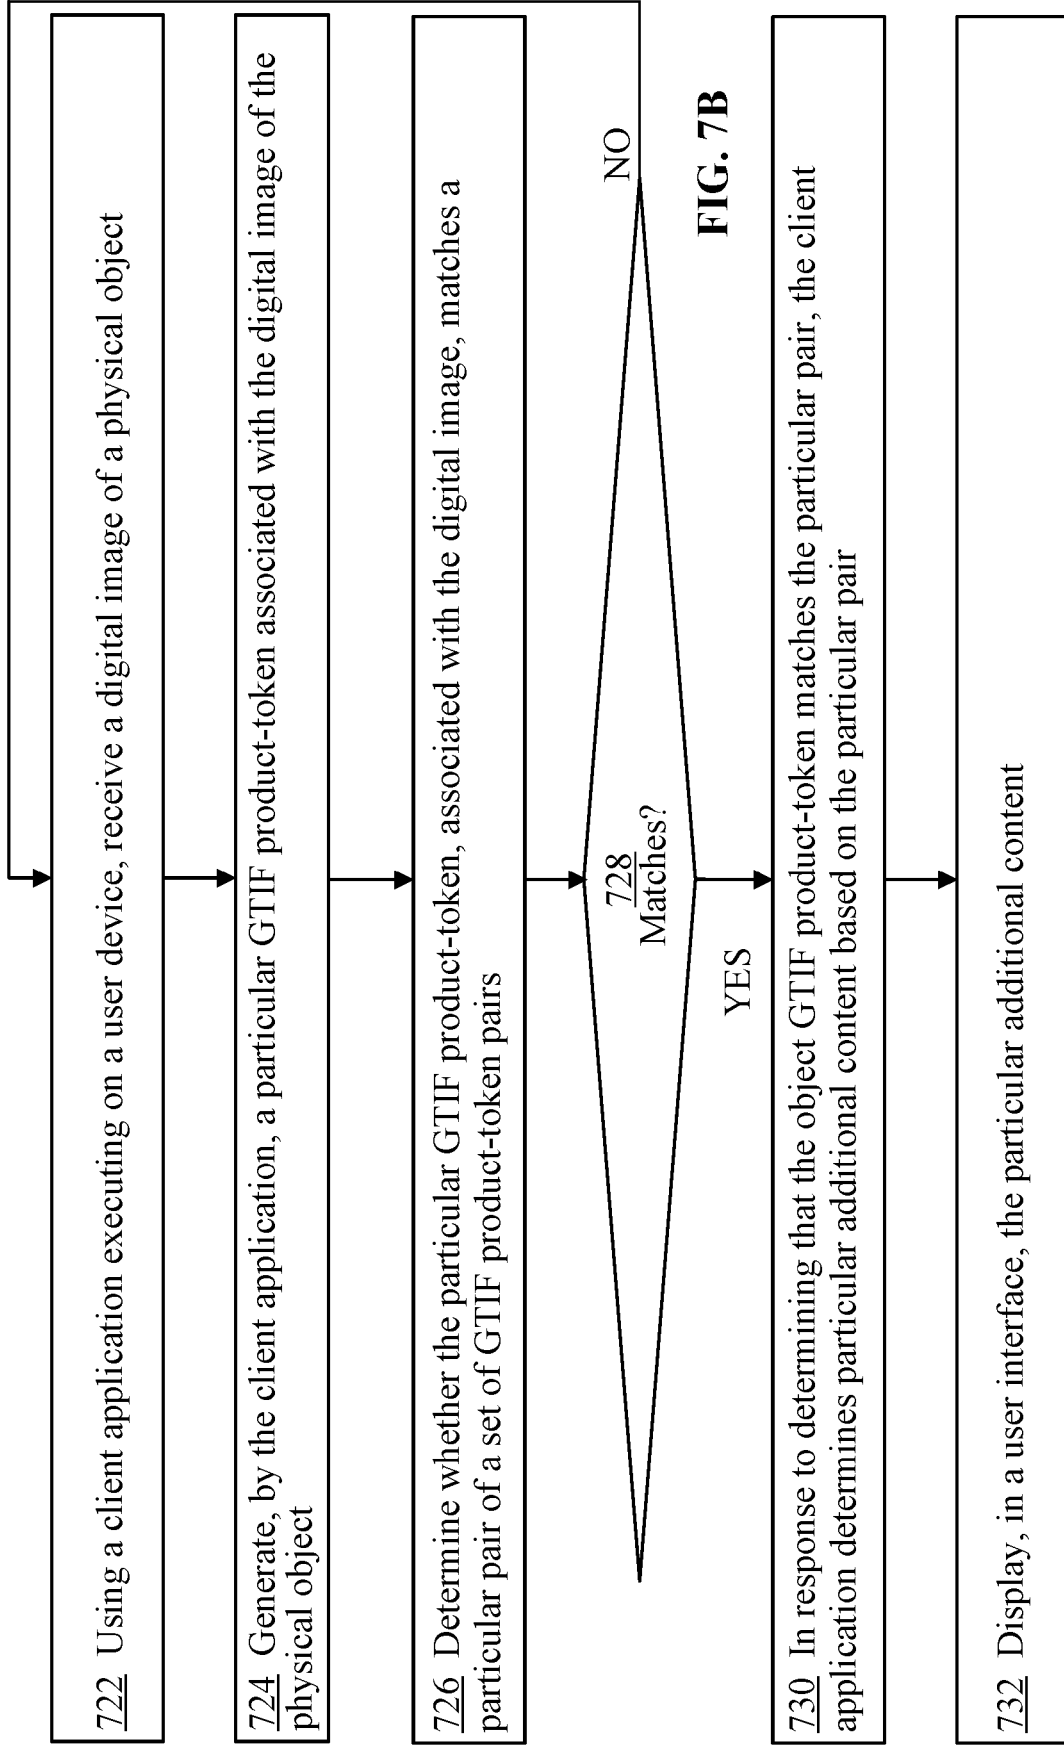 722 Using a client application executing on a user device, receive a digital image of a physical object
724 Generate, by the client application, a particular GTIF product-token associated with the digital image of the
physical object
726 Determine whether the particular GTIF product-token, associated with the digital image, matches a
particular pair of a set of GTIF product-token pairs
728
Matches?
NO
YES
FIG. 7B
730 In response to determining that the object GTIF product-token matches the particular pair, the client
application determines particular additional content based on the particular pair
732 Display, in a user interface, the particular additional content